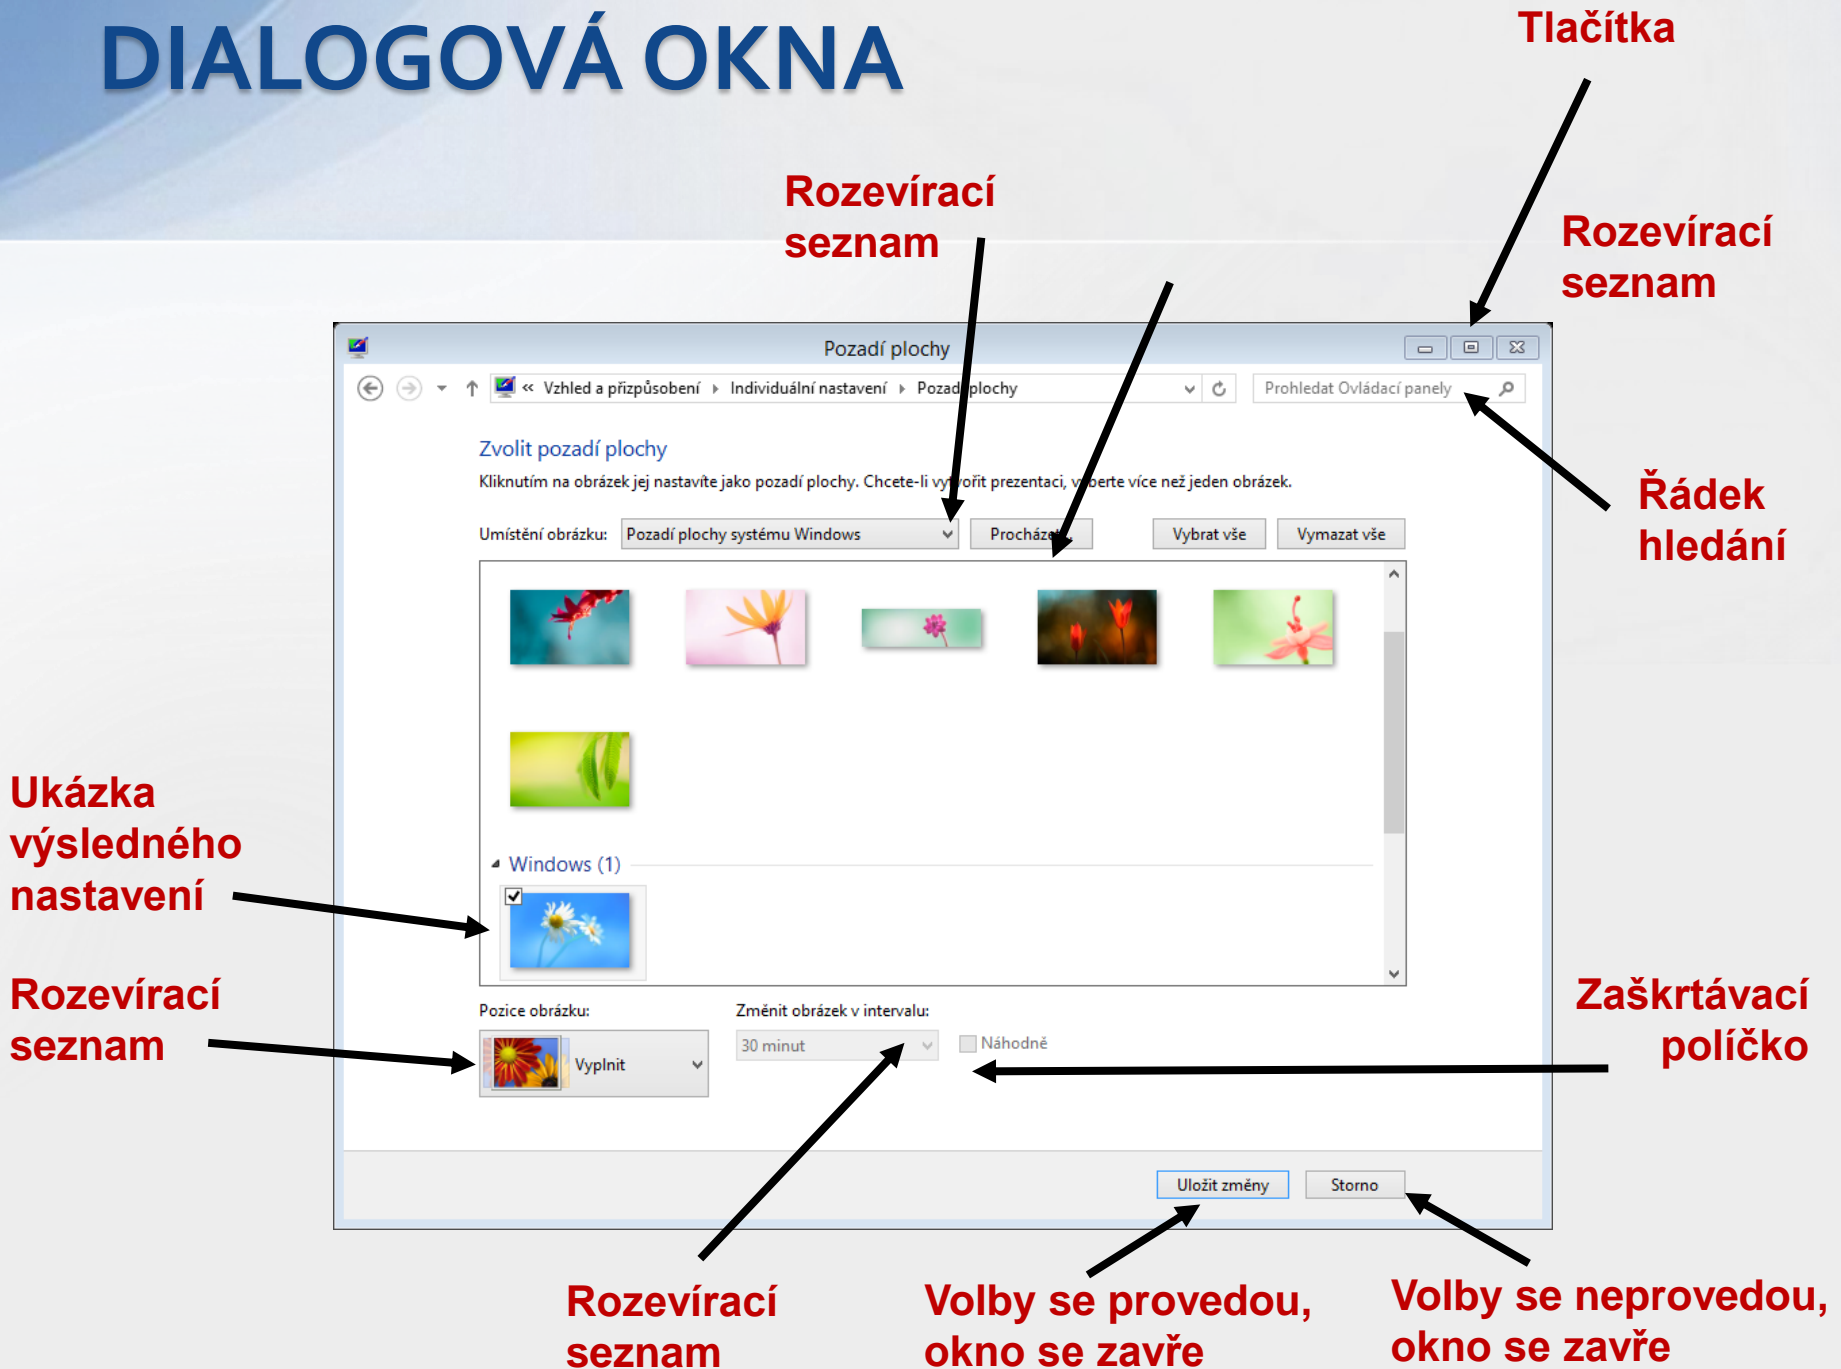 DIALOGOVÁ OKNA
Tlačítka
Rozevírací
seznam
Rozevírací
seznam
Pozadí plochy
« Vzhled a přizpůsobení ▸ Individuální nastavení ▸ Pozadí plochy
Prohledat Ovládací panely
Zvolit pozadí plochy
Kliknutím na obrázek jej nastavíte jako pozadí plochy. Chcete-li vytvořit prezentaci, vyberte více než jeden obrázek.
Řádek
hledání
Umístění obrázku: Pozadí plochy systému Windows Procházet... Vybrat vše Vymazat vše
Ukázka
výsledného
nastavení
Windows (1)
Rozevírací
seznam
Zaškrtávací
políčko
Pozice obrázku: Změnit obrázek v intervalu:
Vyplnit 30 minut Náhodně
Uložit změny Storno
Rozevírací
seznam
Volby se provedou,
okno se zavře
Volby se neprovedou,
okno se zavře